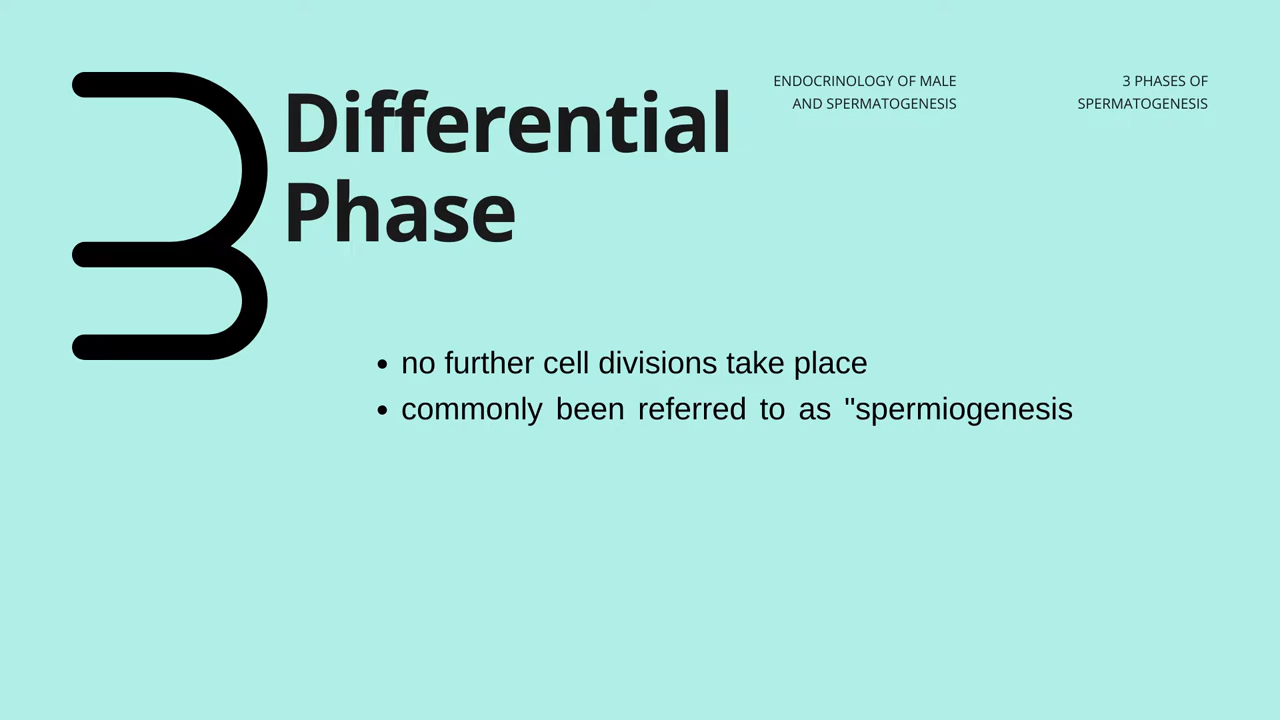 3
Differential
Phase
ENDOCRINOLOGY OF MALE
AND SPERMATOGENESIS
3 PHASES OF
SPERMATOGENESIS
• no further cell divisions take place
• commonly been referred to as "spermiogenesis